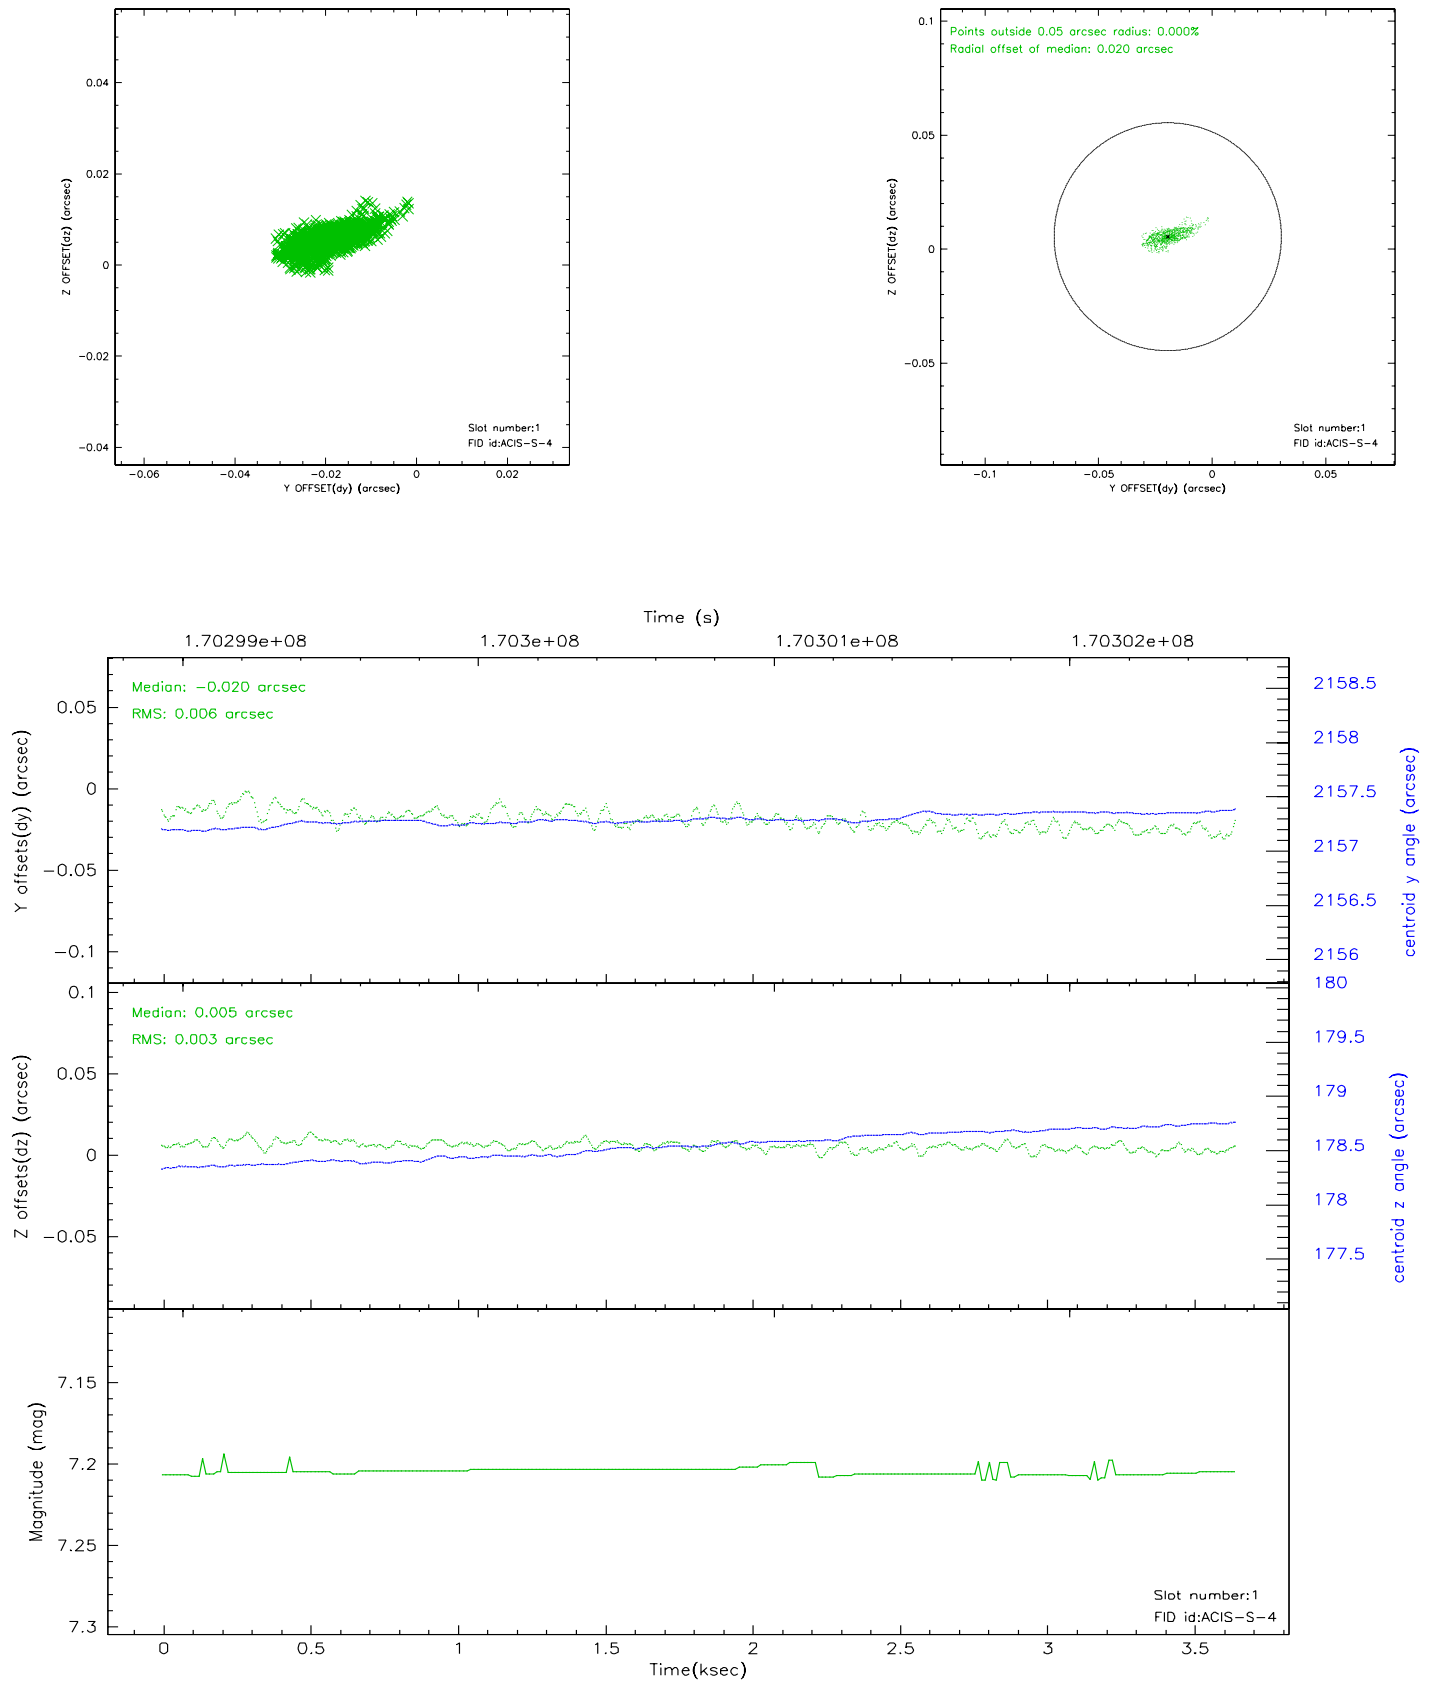 0.04
0.02
0
−0.02
−0.04
Z OFFSET(dz) (arcsec)
Slot number:1
FID id:ACIS−S−4
−0.06 −0.04 −0.02 0 0.02
Y OFFSET(dy) (arcsec)
Points outside 0.05 arcsec radius: 0.000%
Radial offset of median: 0.020 arcsec
0.1
0.05
0
−0.05
Z OFFSET(dz) (arcsec)
Slot number:1
FID id:ACIS−S−4
−0.1 −0.05 0 0.05
Y OFFSET(dy) (arcsec)
Time (s)
1.70299e+08 1.703e+08 1.70301e+08 1.70302e+08
Median: −0.020 arcsec
RMS: 0.006 arcsec
0.05
0
−0.05
−0.1
Y offsets(dy) (arcsec)
2158.5
2158
2157.5
2157
2156.5
2156
centroid y angle (arcsec)
Median: 0.005 arcsec
RMS: 0.003 arcsec
0.1
0.05
0
−0.05
Z offsets(dz) (arcsec)
180
179.5
179
178.5
178
177.5
centroid z angle (arcsec)
7.15
7.2
7.25
7.3
Magnitude (mag)
Slot number:1
FID id:ACIS−S−4
0 0.5 1 1.5 2 2.5 3 3.5
Time(ksec)